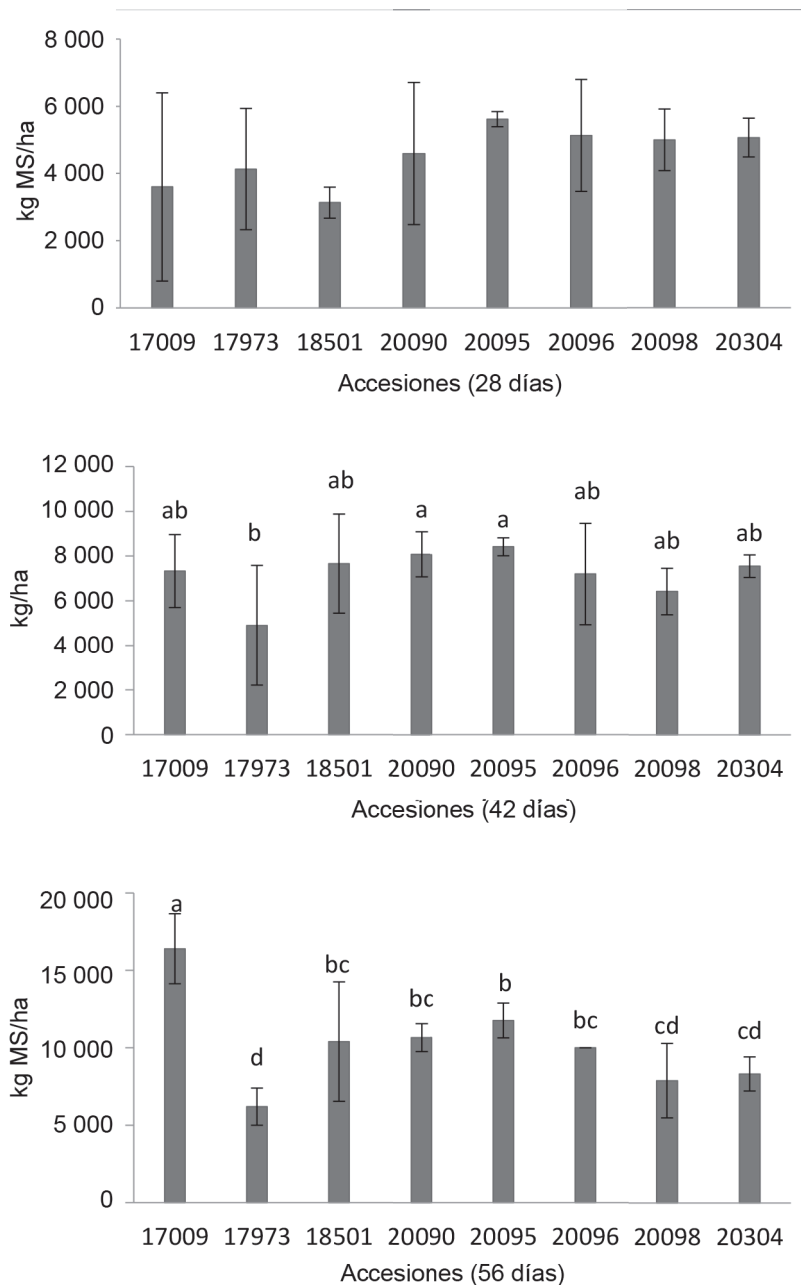 8 000
6 000
4 000
2 000
0
kg MS/ha
17009 17973 18501 20090 20095 20096 20098 20304
Accesiones (28 días)
12 000
10 000
8 000
6 000
4 000
2 000
0
kg/ha
ab b ab a a ab ab ab
17009 17973 18501 20090 20095 20096 20098 20304
Accesiones (42 días)
20 000
15 000
10 000
5 000
0
kg MS/ha
a d bc bc b bc cd cd
17009 17973 18501 20090 20095 20096 20098 20304
Accesiones (56 días)